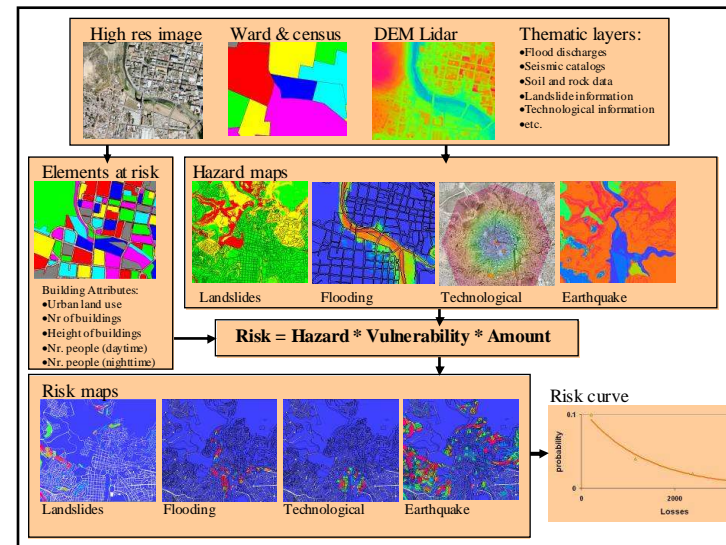 High res image
Ward & census
DEM Lidar
Thematic layers:
•Flood discharges
•Seismic catalogs
•Soil and rock data
•Landslide information
•Technological information
•etc.
Elements at risk
Building Attributes:
•Urban land use
•Nr of buildings
•Height of buildings
•Nr. people (daytime)
•Nr. people (nighttime)
Hazard maps
Landslides
Flooding
Technological
Earthquake
Risk = Hazard * Vulnerability * Amount
Risk maps
Landslides
Flooding
Technological
Earthquake
Risk curve
0.1
probability
0
0
2000
Losses